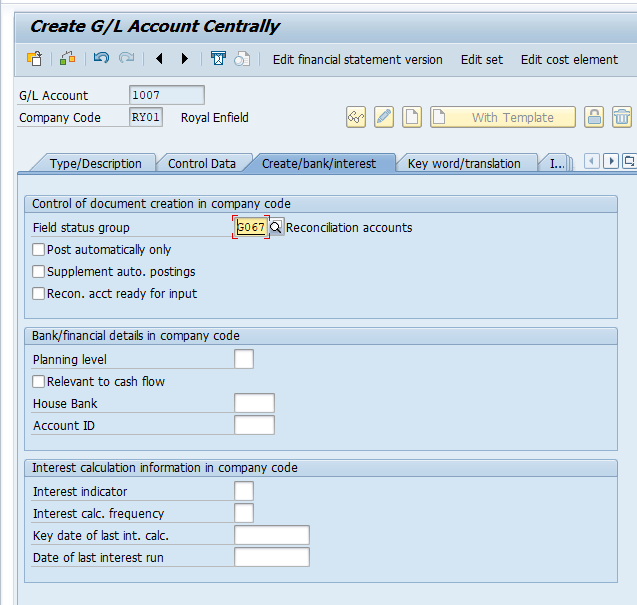 Create G/L Account Centrally
Edit financial statement version Edit set Edit cost element
G/L Account 1007
Company Code RY01 Royal Enfield With Template
Type/Description Control Data Create/bank/interest Key word/translation I...
Control of document creation in company code
Field status group G067 Reconciliation accounts
Post automatically only
Supplement auto. postings
Recon. acct ready for input
Bank/financial details in company code
Planning level
Relevant to cash flow
House Bank
Account ID
Interest calculation information in company code
Interest indicator
Interest calc. frequency
Key date of last int. calc.
Date of last interest run